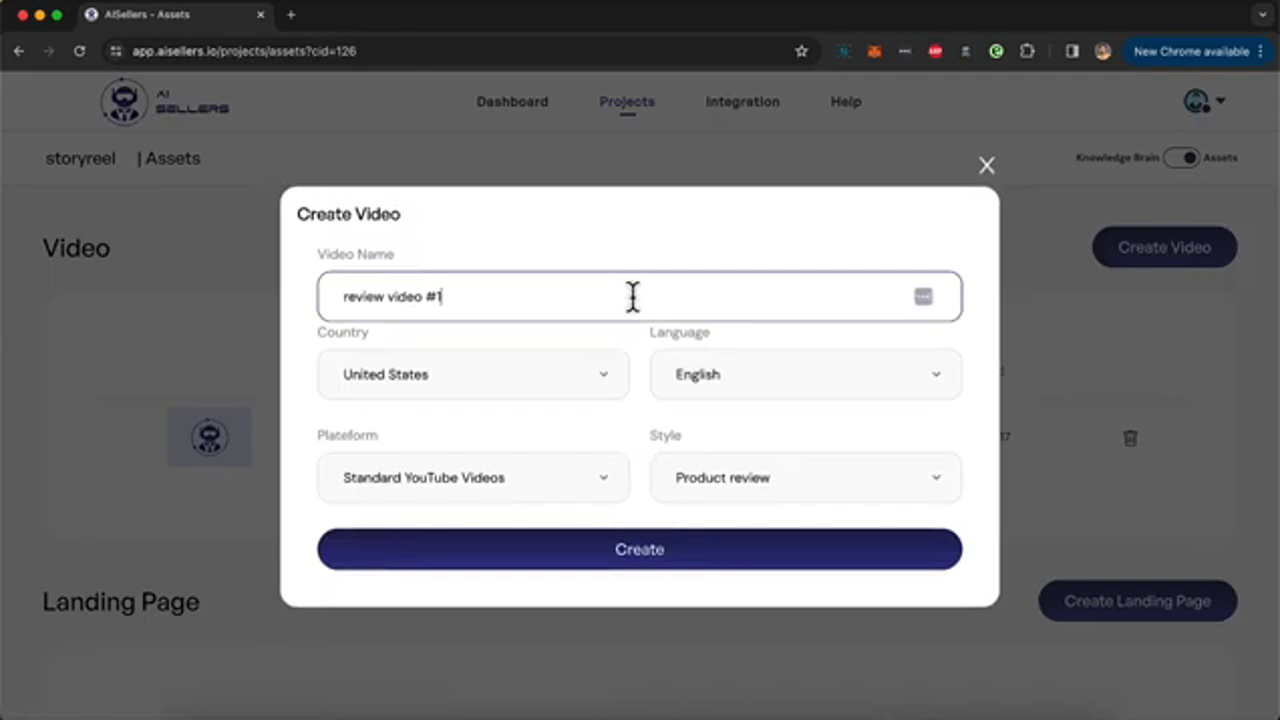 AISellers - Assets
app.aisellers.io/projects/assets?cid=126
New Chrome available
AI
SELLERS
Dashboard
Projects
Integration
Help
storyreel | Assets
Knowledge Brain
Assets
Create Video
Video
Create Video
Video Name
review video #1
Country
Language
United States
English
Plateform
Style
17
Standard YouTube Videos
Product review
Create
Landing Page
Create Landing Page